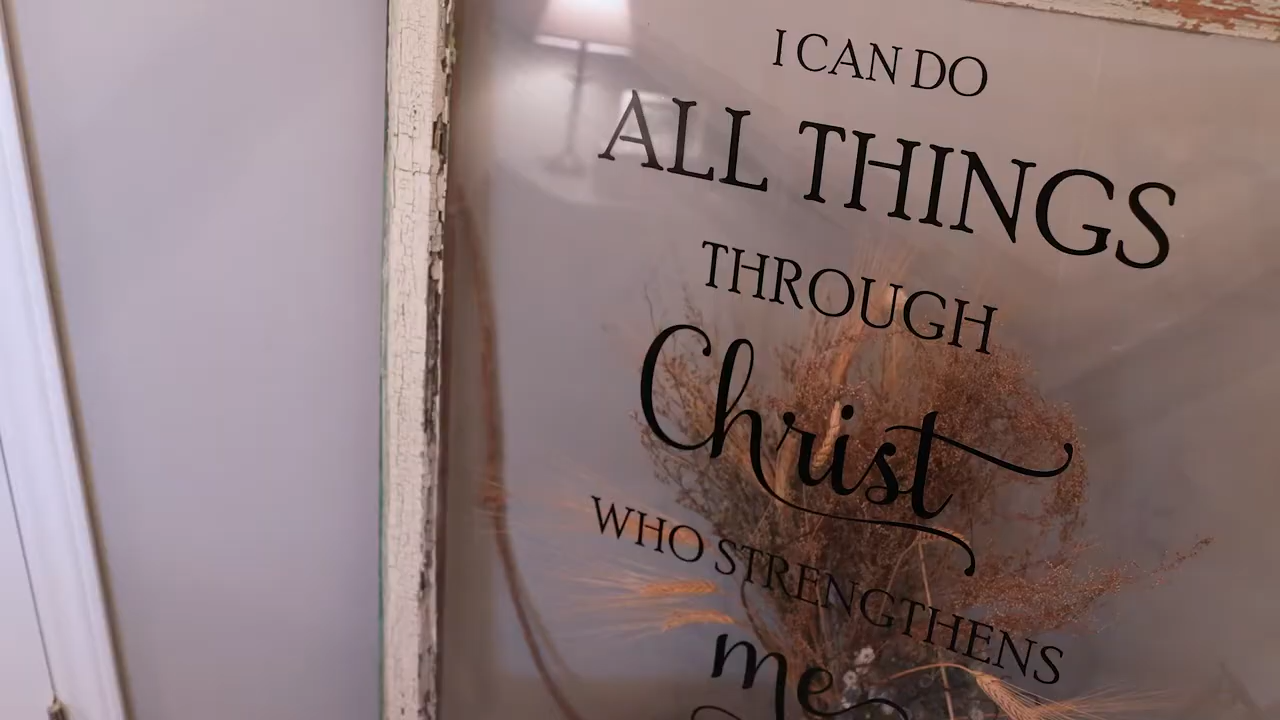 I CAN DO
ALL THINGS
THROUGH
Christ
WHO STRENGTHENS
me